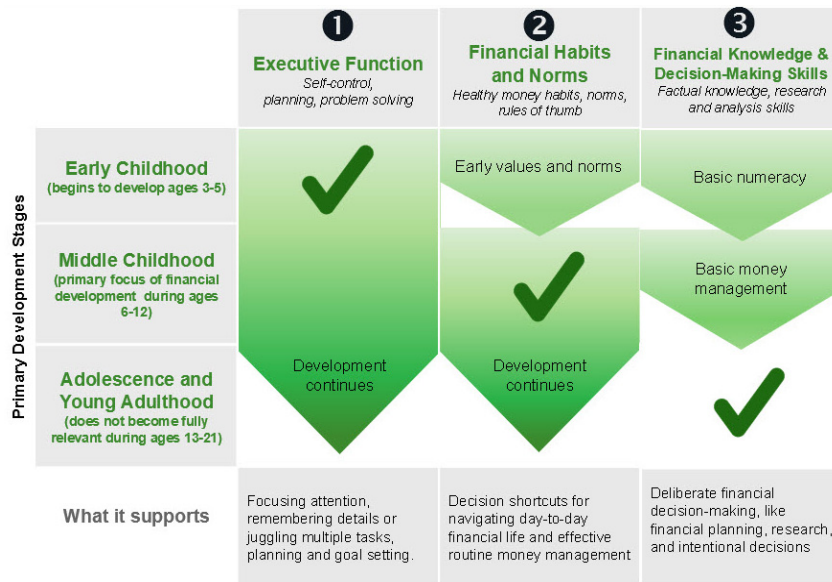 1
2
3
Executive Function
Self-control,
planning, problem solving
Financial Habits
and Norms
Healthy money habits, norms,
rules of thumb
Financial Knowledge &
Decision-Making Skills
Factual knowledge, research
and analysis skills
Primary Development Stages
Early Childhood
(begins to develop ages 3-5)
Early values and norms
Basic numeracy
Middle Childhood
(primary focus of financial
development during ages
6-12)
Basic money
management
Adolescence and
Young Adulthood
(does not become fully
relevant during ages 13-21)
Development
continues
Development
continues
What it supports
Focusing attention,
remembering details or
juggling multiple tasks,
planning and goal setting.
Decision shortcuts for
navigating day-to-day
financial life and effective
routine money management
Deliberate financial
decision-making, like
financial planning, research,
and intentional decisions